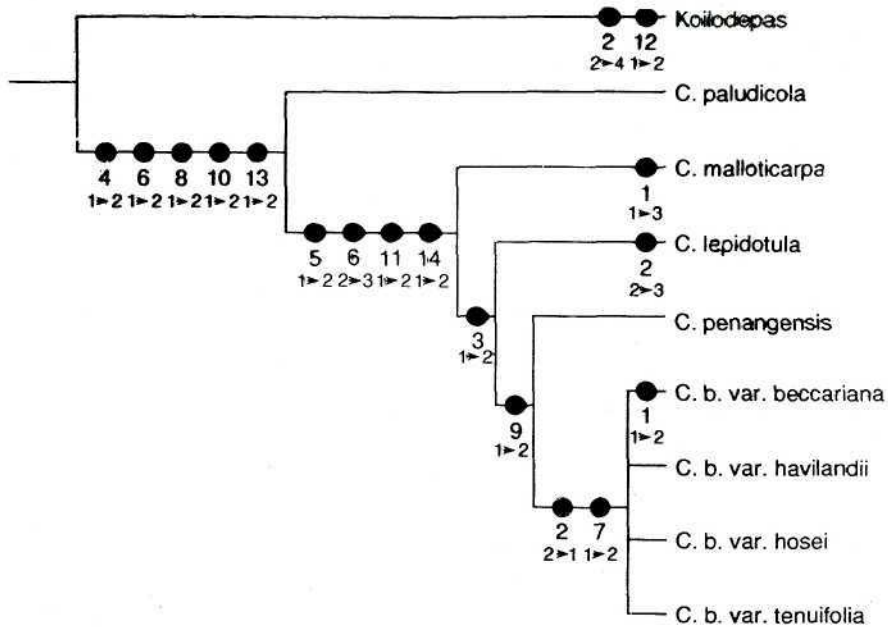 Koilodepas
2 12
2►4 1►2
C. paludicola
4 6 8 10 13
1►2 1►2 1►2 1►2 1►2
C. malloticarpa
1
1►3
5 6 11 14
1►2 2►3 1►2 1►2
C. lepidotula
2
2►3
C. penangensis
3
1►2
C. b. var. beccariana
1
1►2
9
1►2
C. b. var. havilandii
C. b. var. hosei
2 7
2►1 1►2
C. b. var. tenuifolia